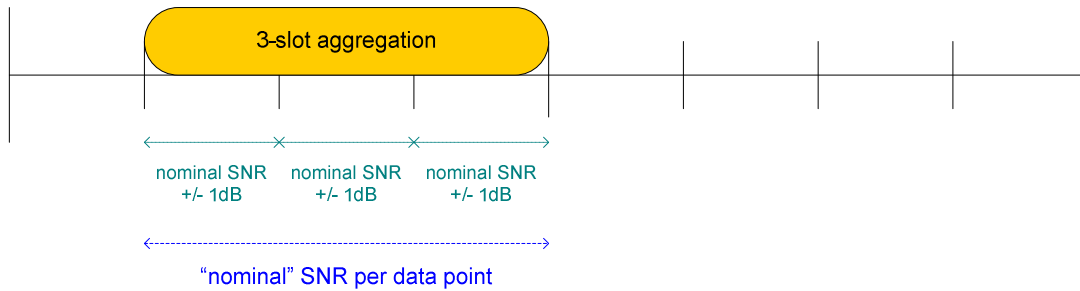 3-slot aggregation
nominal SNR nominal SNR nominal SNR
+/- 1dB +/- 1dB +/- 1dB
“nominal” SNR per data point